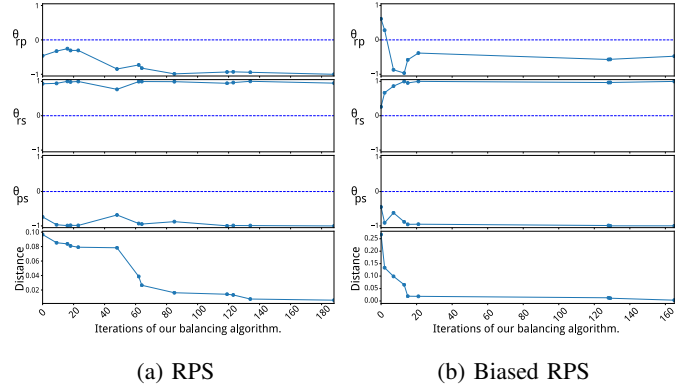 1
θrp
0
−1
1
θrs
0
−1
1
θps
0
−1
0.10
0.08
0.06
0.04
0.02
Distance
0 20 40 60 80 100 120 140 160 180
Iterations of our balancing algorithm.
(a) RPS
1
θrp
0
−1
1
θrs
0
−1
1
θps
0
−1
0.25
0.20
0.15
0.10
0.05
0.00
Distance
0 20 40 60 80 100 120 140 160
Iterations of our balancing algorithm.
(b) Biased RPS